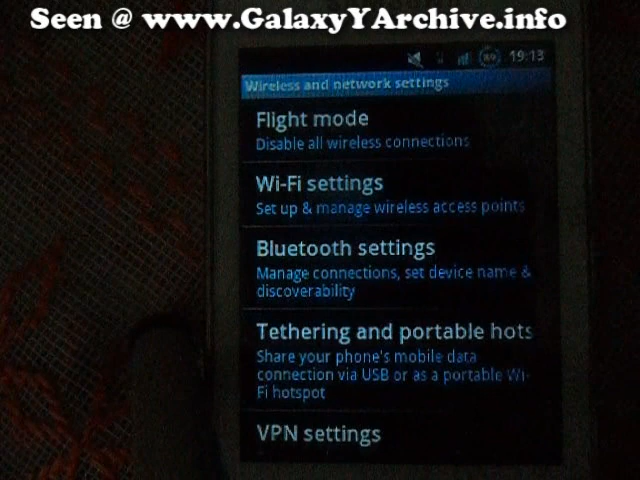 Seen @ www.GalaxyYArchive.info
19:13
Wireless and network settings
Flight mode
Disable all wireless connections
Wi-Fi settings
Set up & manage wireless access points
Bluetooth settings
Manage connections, set device name &
discoverability
Tethering and portable hots
Share your phone's mobile data
connection via USB or as a portable Wi-
Fi hotspot
VPN settings